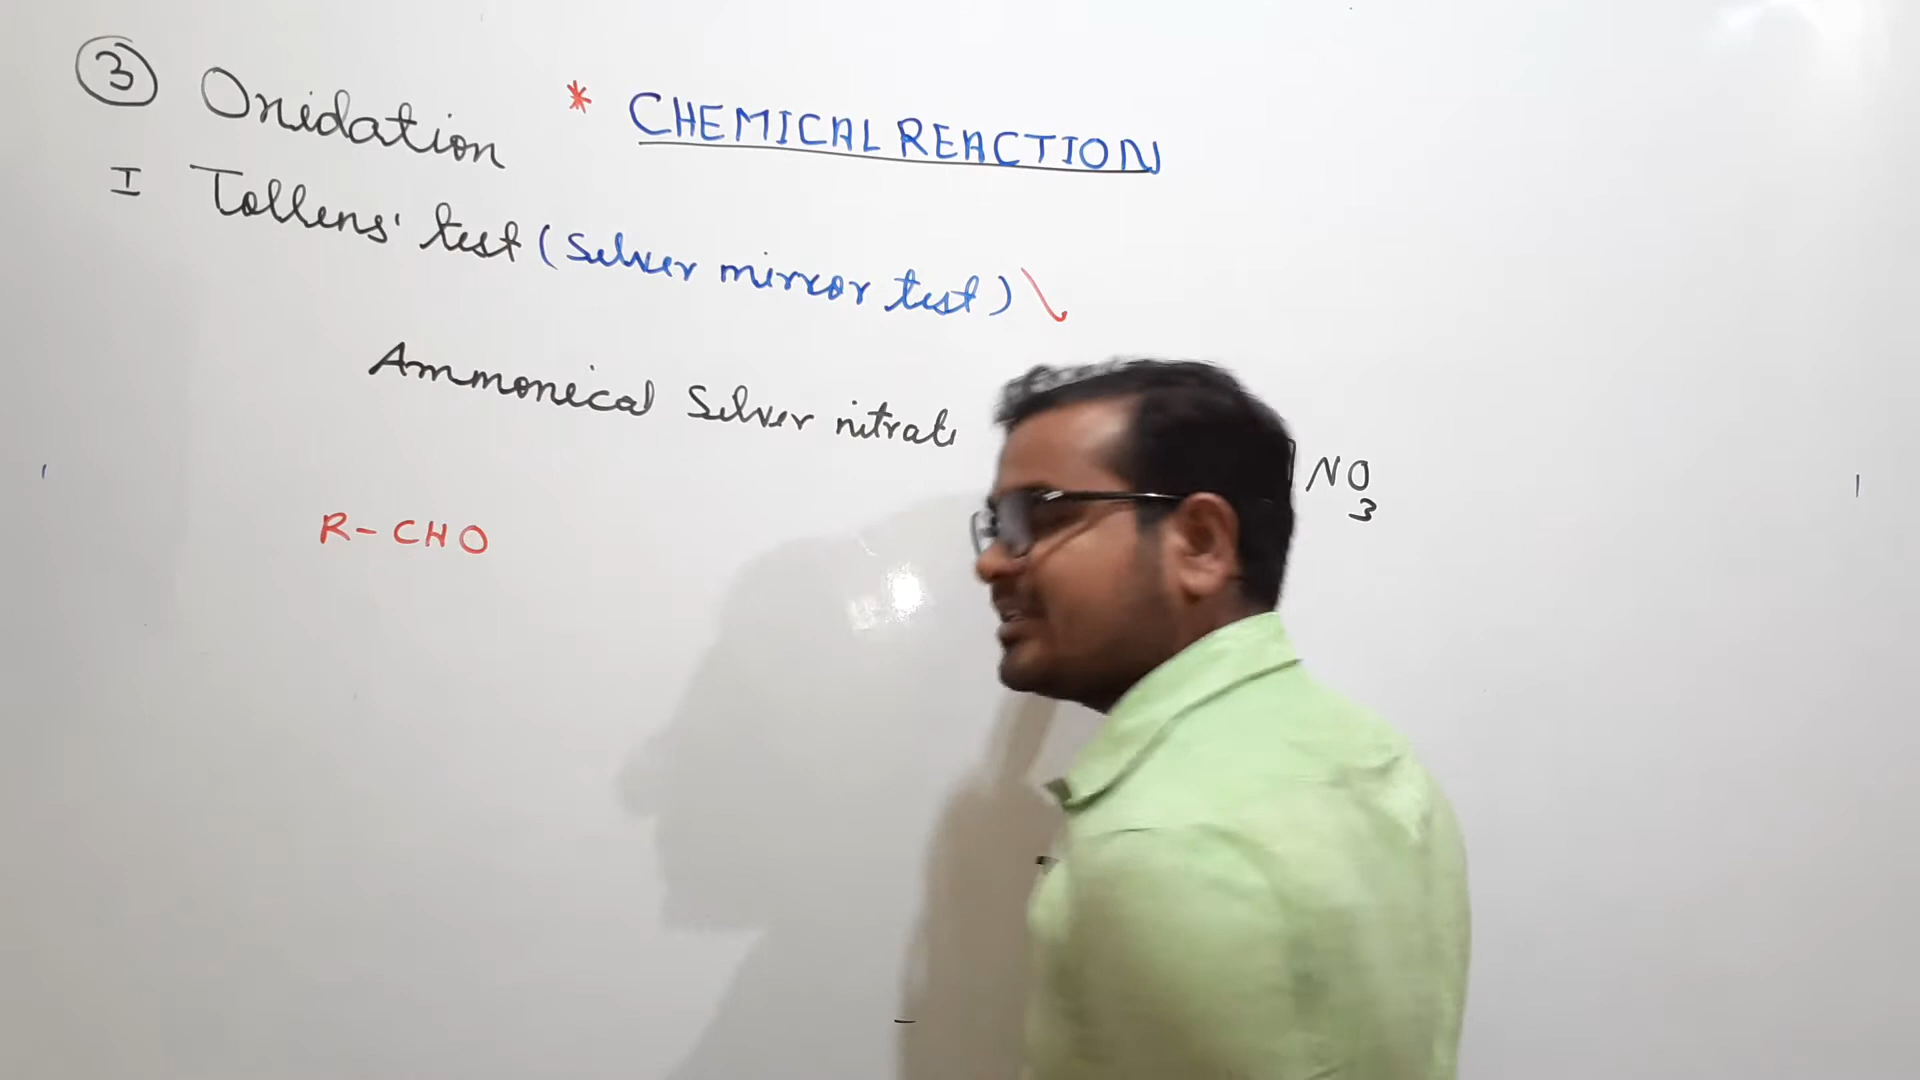 ③ Oxidation
* CHEMICAL REACTION
I Tollens' test (Silver mirror test)
Ammonical Silver nitrate
NO3
R-CHO